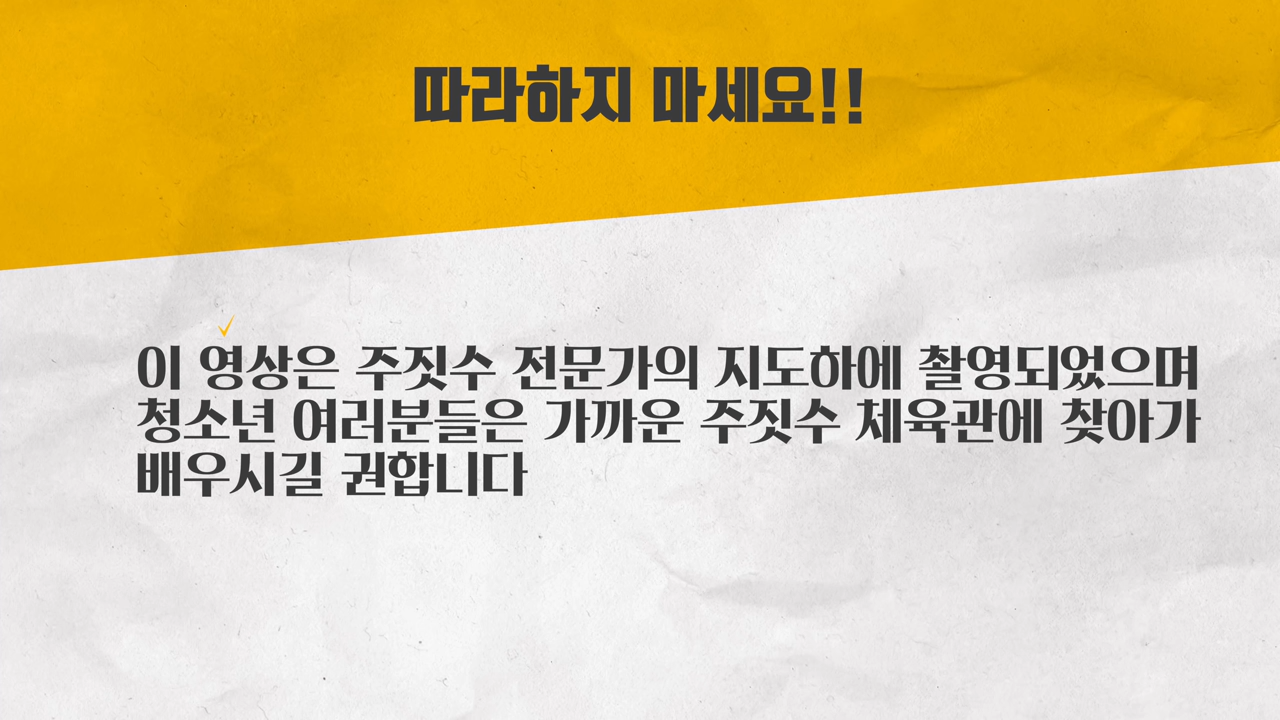 따라하지 마세요!!
이 영상은 주짓수 전문가의 지도하에 촬영되었으며
청소년 여러분들은 가까운 주짓수 체육관에 찾아가
배우시길 권합니다